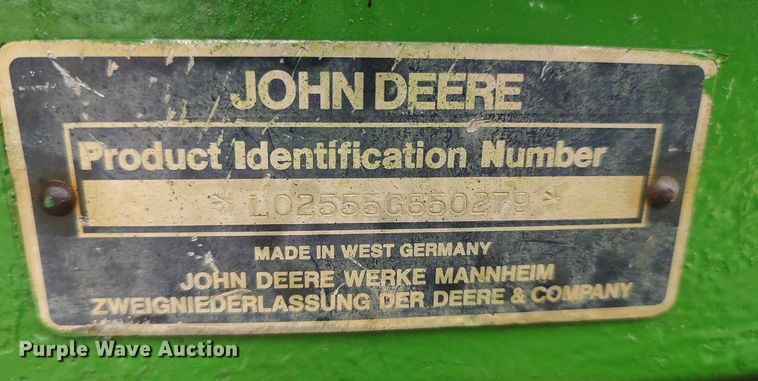 JOHN DEERE
Product Identification Number
* L02555G650279 *
MADE IN WEST GERMANY
JOHN DEERE WERKE MANNHEIM
ZWEIGNIEDERLASSUNG DER DEERE & COMPANY
Purple Wave Auction